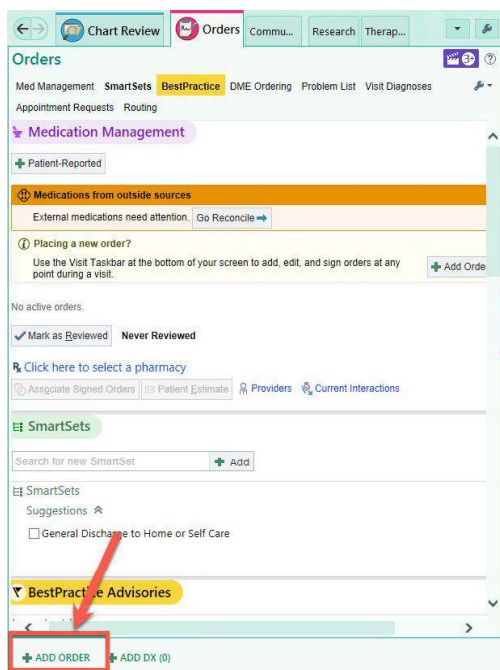 Chart Review Orders Commu... Research Therap...
Orders 3+
Med Management SmartSets BestPractice DME Ordering Problem List Visit Diagnoses
Appointment Requests Routing
Medication Management
Patient-Reported
Medications from outside sources
External medications need attention. Go Reconcile
Placing a new order?
Use the Visit Taskbar at the bottom of your screen to add, edit, and sign orders at any
point during a visit.
Add Orde
No active orders.
Mark as Reviewed Never Reviewed
Click here to select a pharmacy
Associate Signed Orders Patient Estimate Providers Current Interactions
SmartSets
Search for new SmartSet Add
SmartSets
Suggestions
General Discharge to Home or Self Care
BestPractice Advisories
ADD ORDER ADD DX (0)